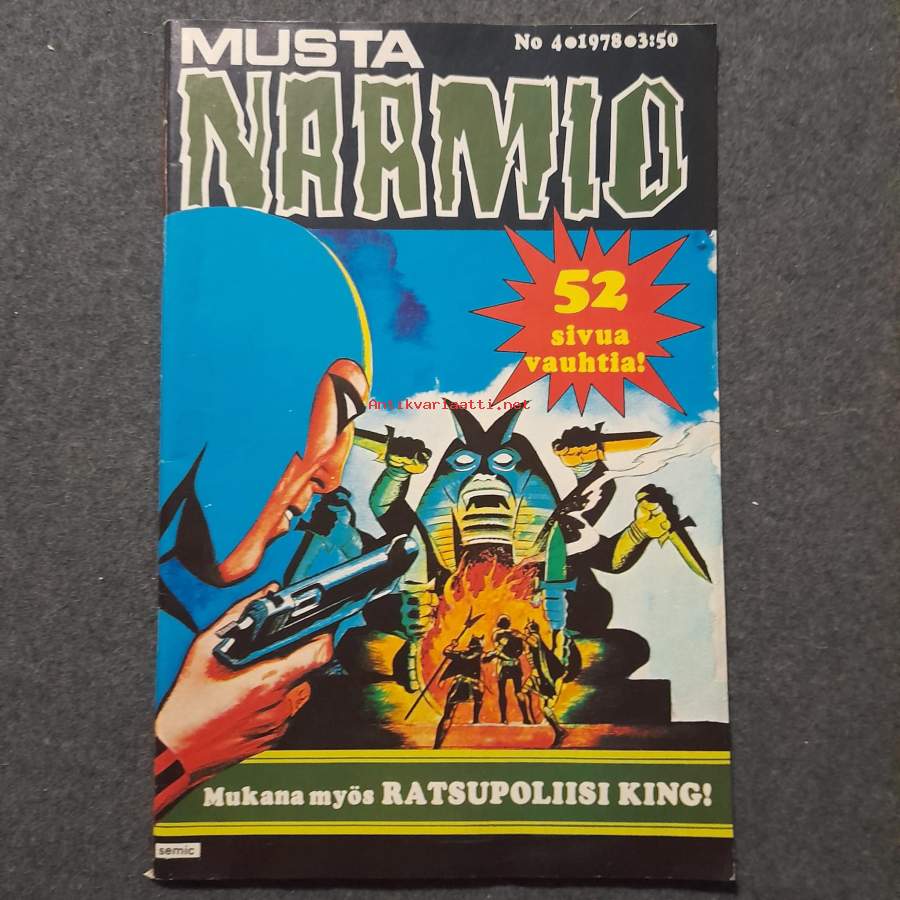 MUSTA
No 4•1978•3:50
NAAMIO
52
sivua
vauhtia!
Antikvariaatti.net
Mukana myös RATSUPOLIISI KING!
semic